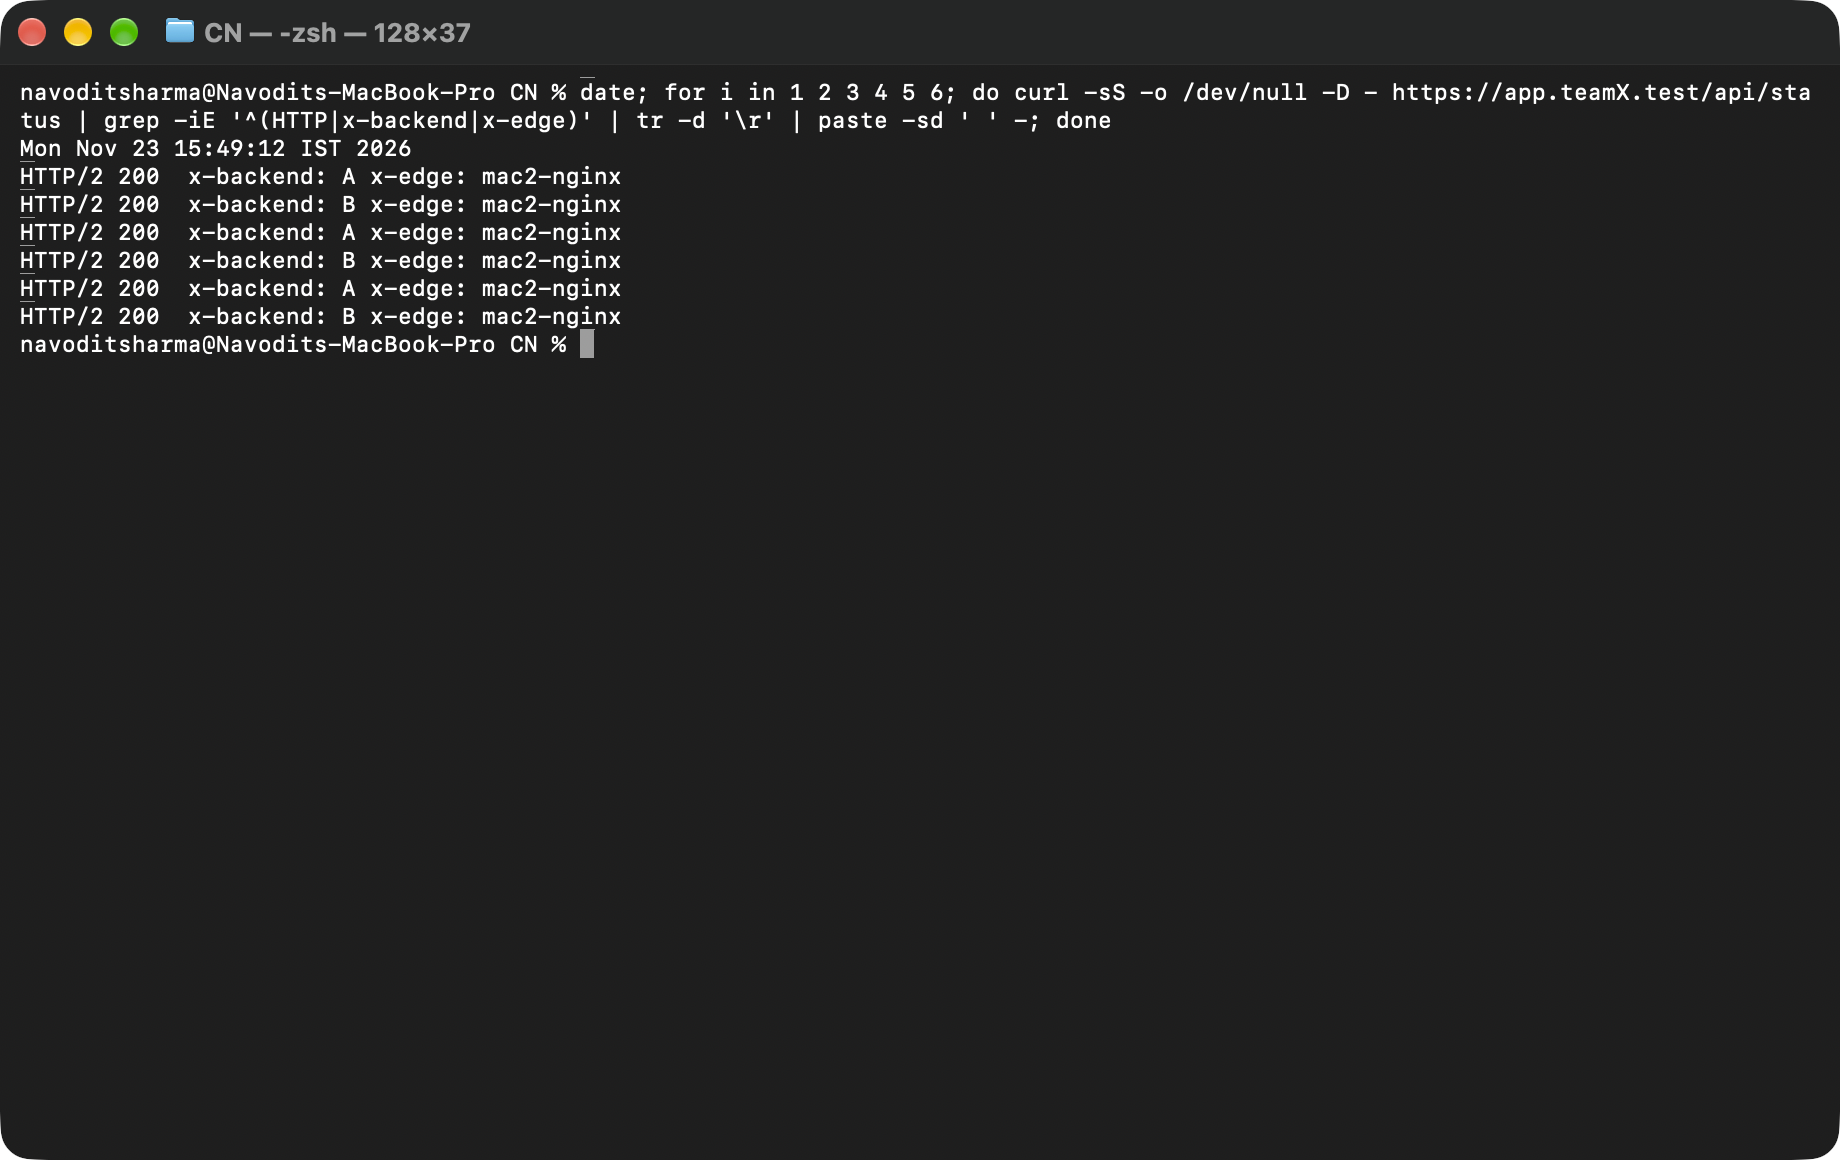 CN — -zsh — 128×37
navoditsharma@Navodits-MacBook-Pro CN % date; for i in 1 2 3 4 5 6; do curl -sS -o /dev/null -D - https://app.teamX.test/api/sta
tus | grep -iE '^(HTTP|x-backend|x-edge)' | tr -d '\r' | paste -sd ' ' -; done
Mon Nov 23 15:49:12 IST 2026
HTTP/2 200  x-backend: A x-edge: mac2-nginx
HTTP/2 200  x-backend: B x-edge: mac2-nginx
HTTP/2 200  x-backend: A x-edge: mac2-nginx
HTTP/2 200  x-backend: B x-edge: mac2-nginx
HTTP/2 200  x-backend: A x-edge: mac2-nginx
HTTP/2 200  x-backend: B x-edge: mac2-nginx
navoditsharma@Navodits-MacBook-Pro CN %